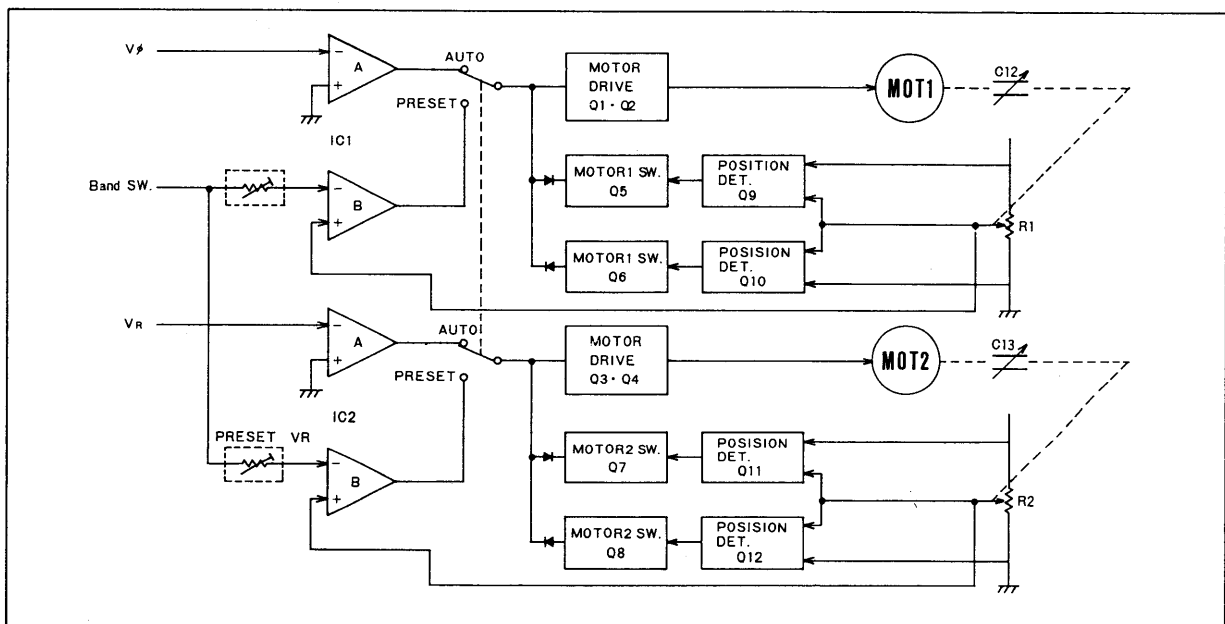 Vφ
A
AUTO
MOTOR
DRIVE
Q1・Q2
MOT1
C12
PRESET
IC1
Band SW.
B
MOTOR1 SW.
Q5
POSITION
DET.
Q9
R1
MOTOR1 SW.
Q6
POSISION
DET.
Q10
VR
A
AUTO
MOTOR
DRIVE
Q3・Q4
MOT2
C13
PRESET
IC2
PRESET VR
B
MOTOR2 SW.
Q7
POSISION
DET.
Q11
R2
MOTOR2 SW.
Q8
POSISION
DET.
Q12